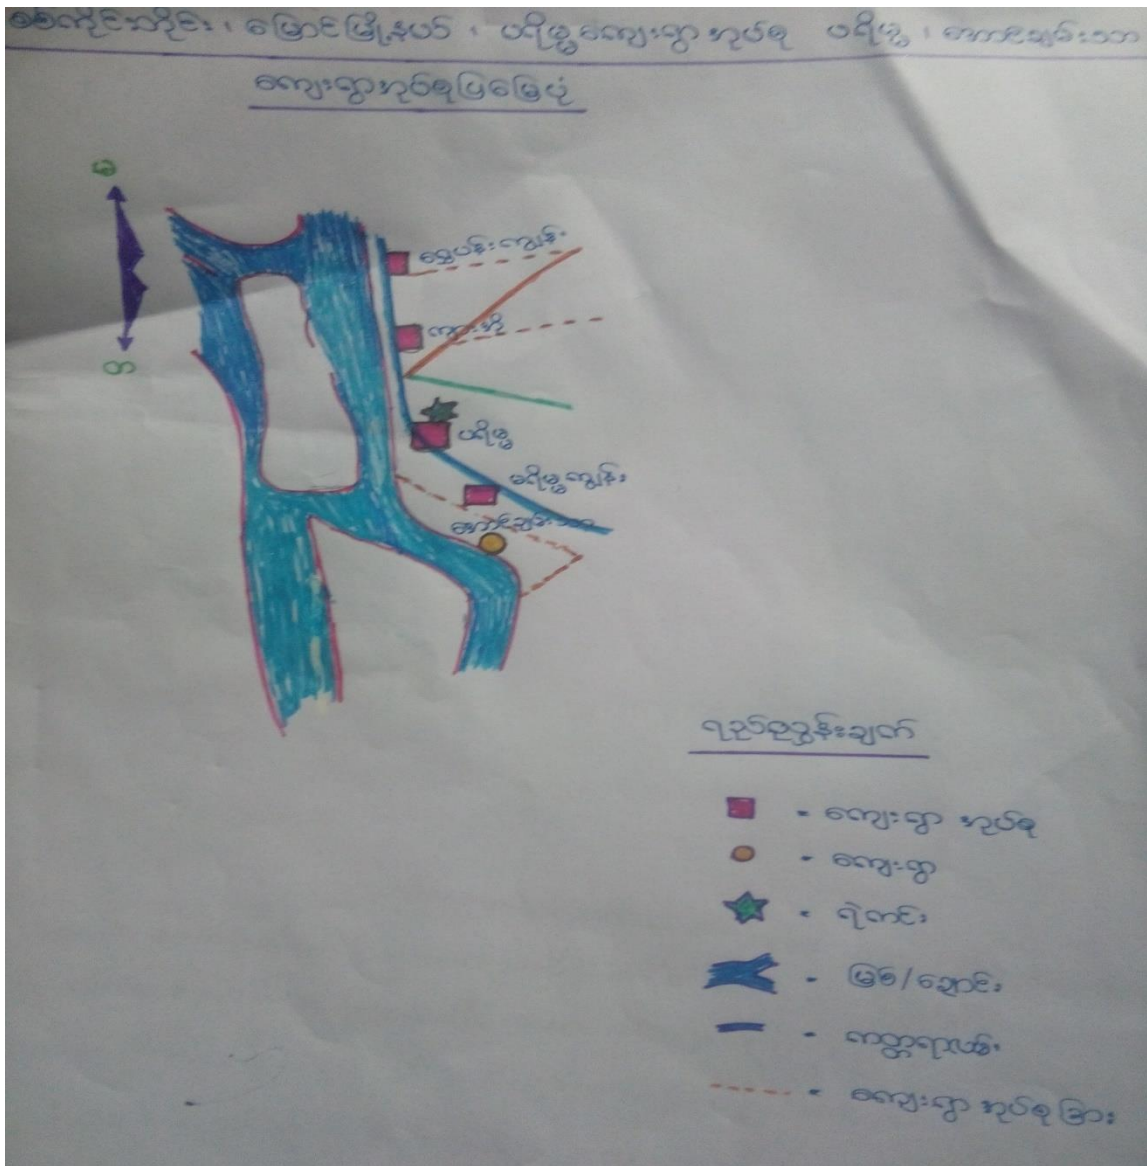 စစ်ကိုင်းတိုင်း၊ မြောင်မြို့နယ်၊ ပရိမ္မကျေးရွာအုပ်စု ပရိမ္မ၊ အောင်ချမ်းသာ
ကျေးရွာအုပ်စုပြမြေပုံ
မ
တ
ရွှေပန်းကျွန်း
ပရိမ္မ
ပရိမ္မကျွန်း
အောင်ချမ်းသာ
ရည်စုညွှန်းချက်
- ကျေးရွာ အုပ်စု
- ကျေးရွာ
- ရဲကင်း
- မြစ်/ချောင်း
- ကတ္တရာလမ်း
- ကျေးရွာ အုပ်စု ခြား